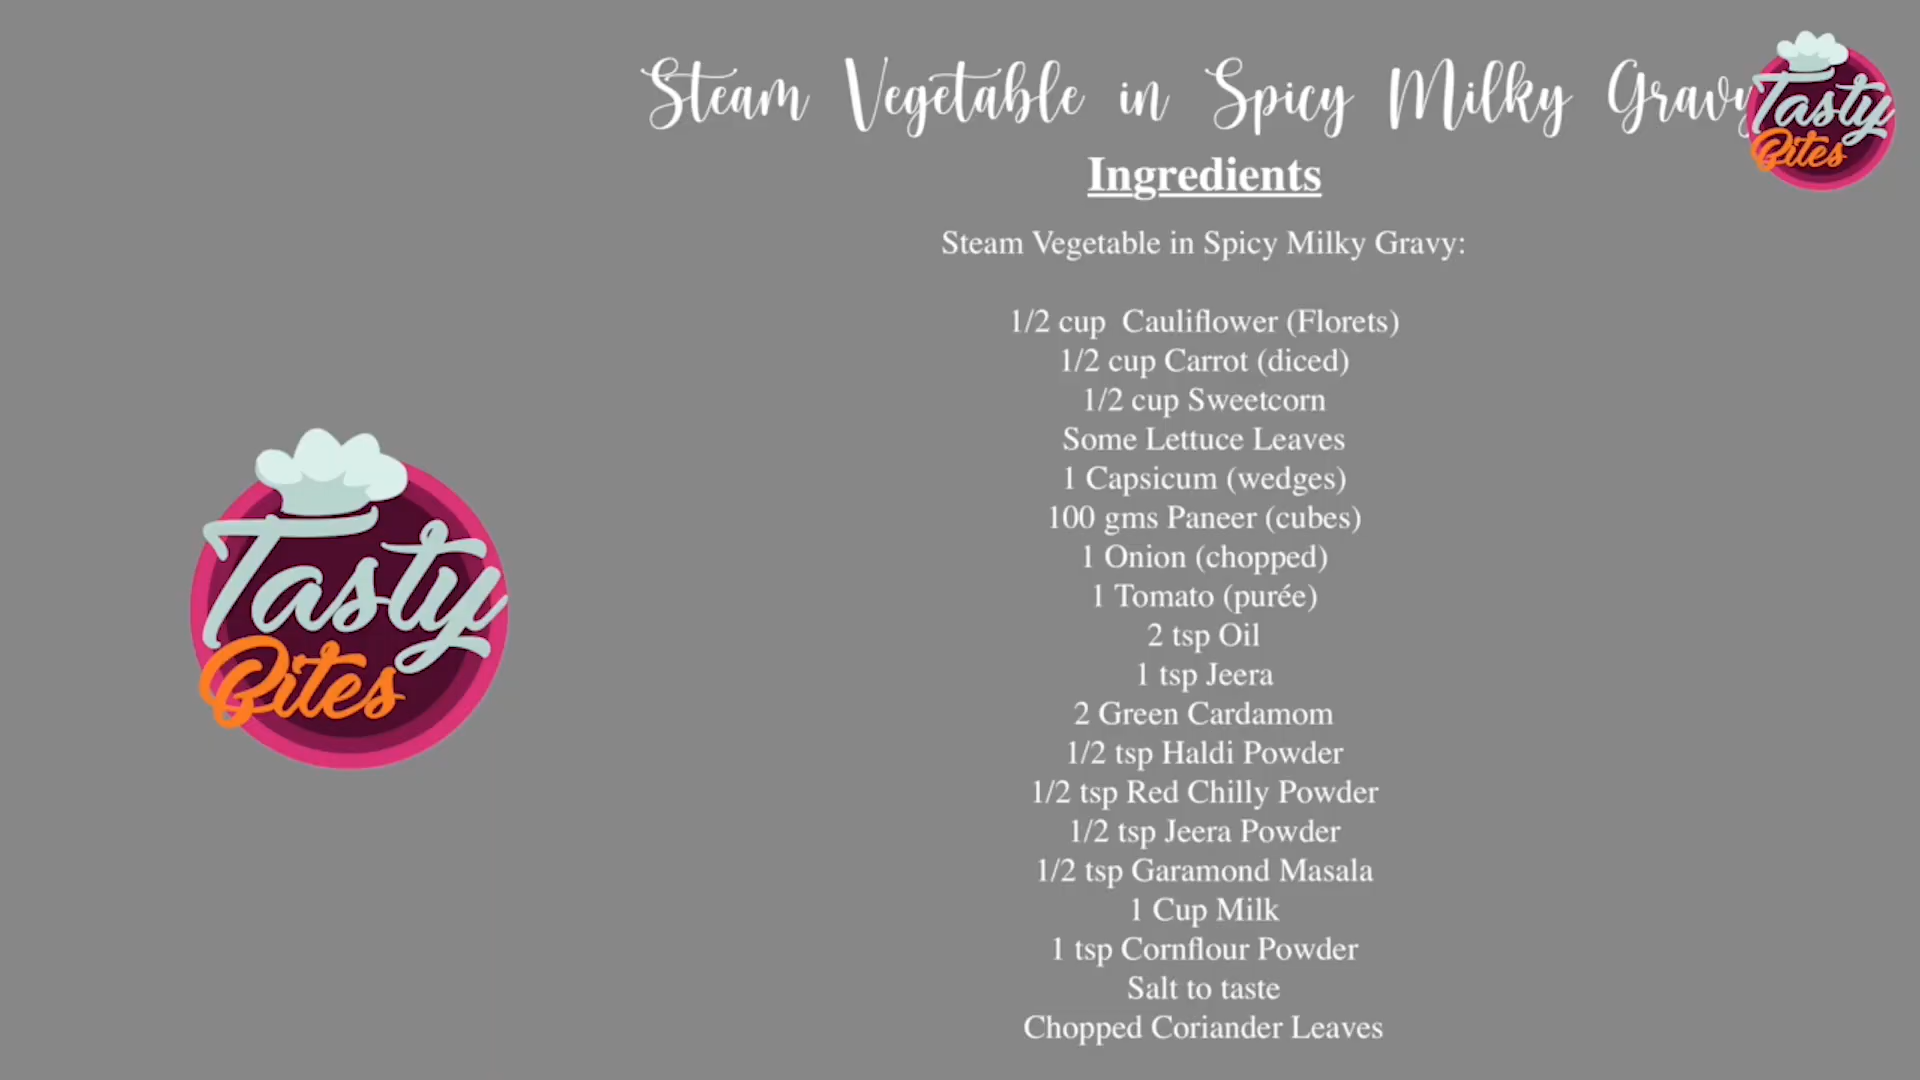 Steam Vegetable in Spicy Milky Gravy
Tasty
Bites
Ingredients
Steam Vegetable in Spicy Milky Gravy:
1/2 cup  Cauliflower (Florets)
1/2 cup Carrot (diced)
1/2 cup Sweetcorn
Some Lettuce Leaves
1 Capsicum (wedges)
100 gms Paneer (cubes)
1 Onion (chopped)
1 Tomato (purée)
2 tsp Oil
1 tsp Jeera
2 Green Cardamom
1/2 tsp Haldi Powder
1/2 tsp Red Chilly Powder
1/2 tsp Jeera Powder
1/2 tsp Garamond Masala
1 Cup Milk
1 tsp Cornflour Powder
Salt to taste
Chopped Coriander Leaves
Tasty
Bites